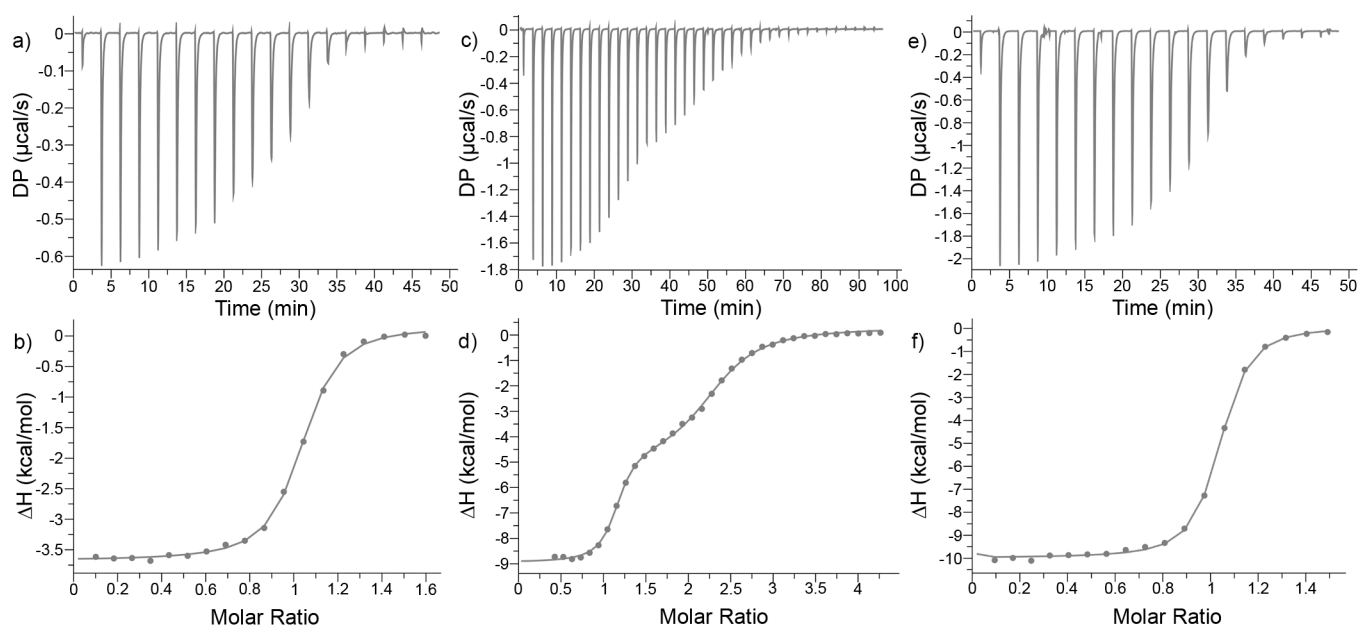 a)
0
-0.1
-0.2
-0.3
-0.4
-0.5
-0.6
DP (µcal/s)
0 5 10 15 20 25 30 35 40 45 50
Time (min)
c)
0
-0.2
-0.4
-0.6
-0.8
-1
-1.2
-1.4
-1.6
-1.8
DP (µcal/s)
0 10 20 30 40 50 60 70 80 90 100
Time (min)
e)
0
-0.2
-0.4
-0.6
-0.8
-1
-1.2
-1.4
-1.6
-1.8
-2
DP (µcal/s)
0 5 10 15 20 25 30 35 40 45 50
Time (min)
b)
0
-0.5
-1
-1.5
-2
-2.5
-3
-3.5
ΔH (kcal/mol)
0 0.2 0.4 0.6 0.8 1 1.2 1.4 1.6
Molar Ratio
d)
0
-1
-2
-3
-4
-5
-6
-7
-8
-9
ΔH (kcal/mol)
0 0.5 1 1.5 2 2.5 3 3.5 4
Molar Ratio
f)
0
-1
-2
-3
-4
-5
-6
-7
-8
-9
-10
ΔH (kcal/mol)
0 0.2 0.4 0.6 0.8 1 1.2 1.4
Molar Ratio